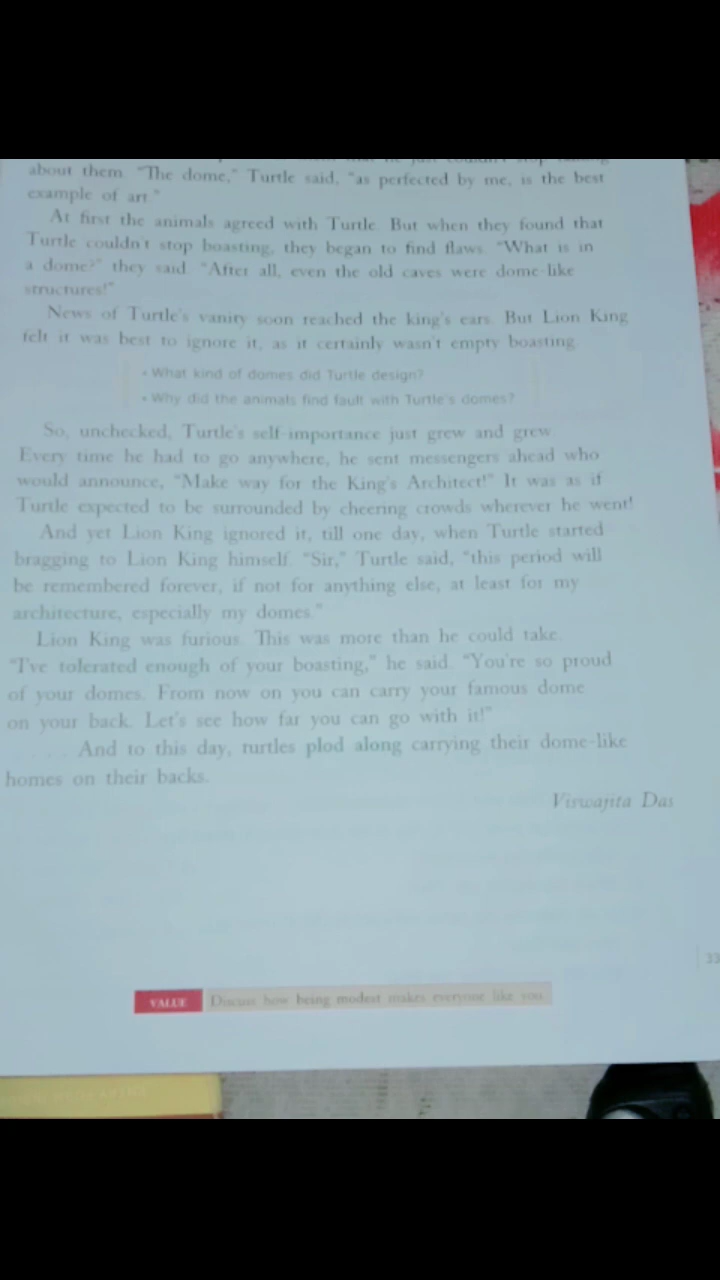 about them. "The dome," Turtle said, "as perfected by me, is the best
example of art."
At first the animals agreed with Turtle. But when they found that
Turtle couldn't stop boasting, they began to find flaws. "What is in
a dome?" they said. "After all, even the old caves were dome-like
structures!"
News of Turtle's vanity soon reached the king's ears. But Lion King
felt it was best to ignore it, as it certainly wasn't empty boasting.
• What kind of domes did Turtle design?
• Why did the animals find fault with Turtle's domes?
So, unchecked, Turtle's self-importance just grew and grew.
Every time he had to go anywhere, he sent messengers ahead who
would announce, "Make way for the King's Architect!" It was as if
Turtle expected to be surrounded by cheering crowds wherever he went!
And yet Lion King ignored it, till one day, when Turtle started
bragging to Lion King himself. "Sir," Turtle said, "this period will
be remembered forever, if not for anything else, at least for my
architecture, especially my domes."
Lion King was furious. This was more than he could take.
"I've tolerated enough of your boasting," he said. "You're so proud
of your domes. From now on you can carry your famous dome
on your back. Let's see how far you can go with it!"
. . . . And to this day, turtles plod along carrying their dome-like
homes on their backs.
Viswajita Das
33
VALUE Discuss how being modest makes everyone like you.